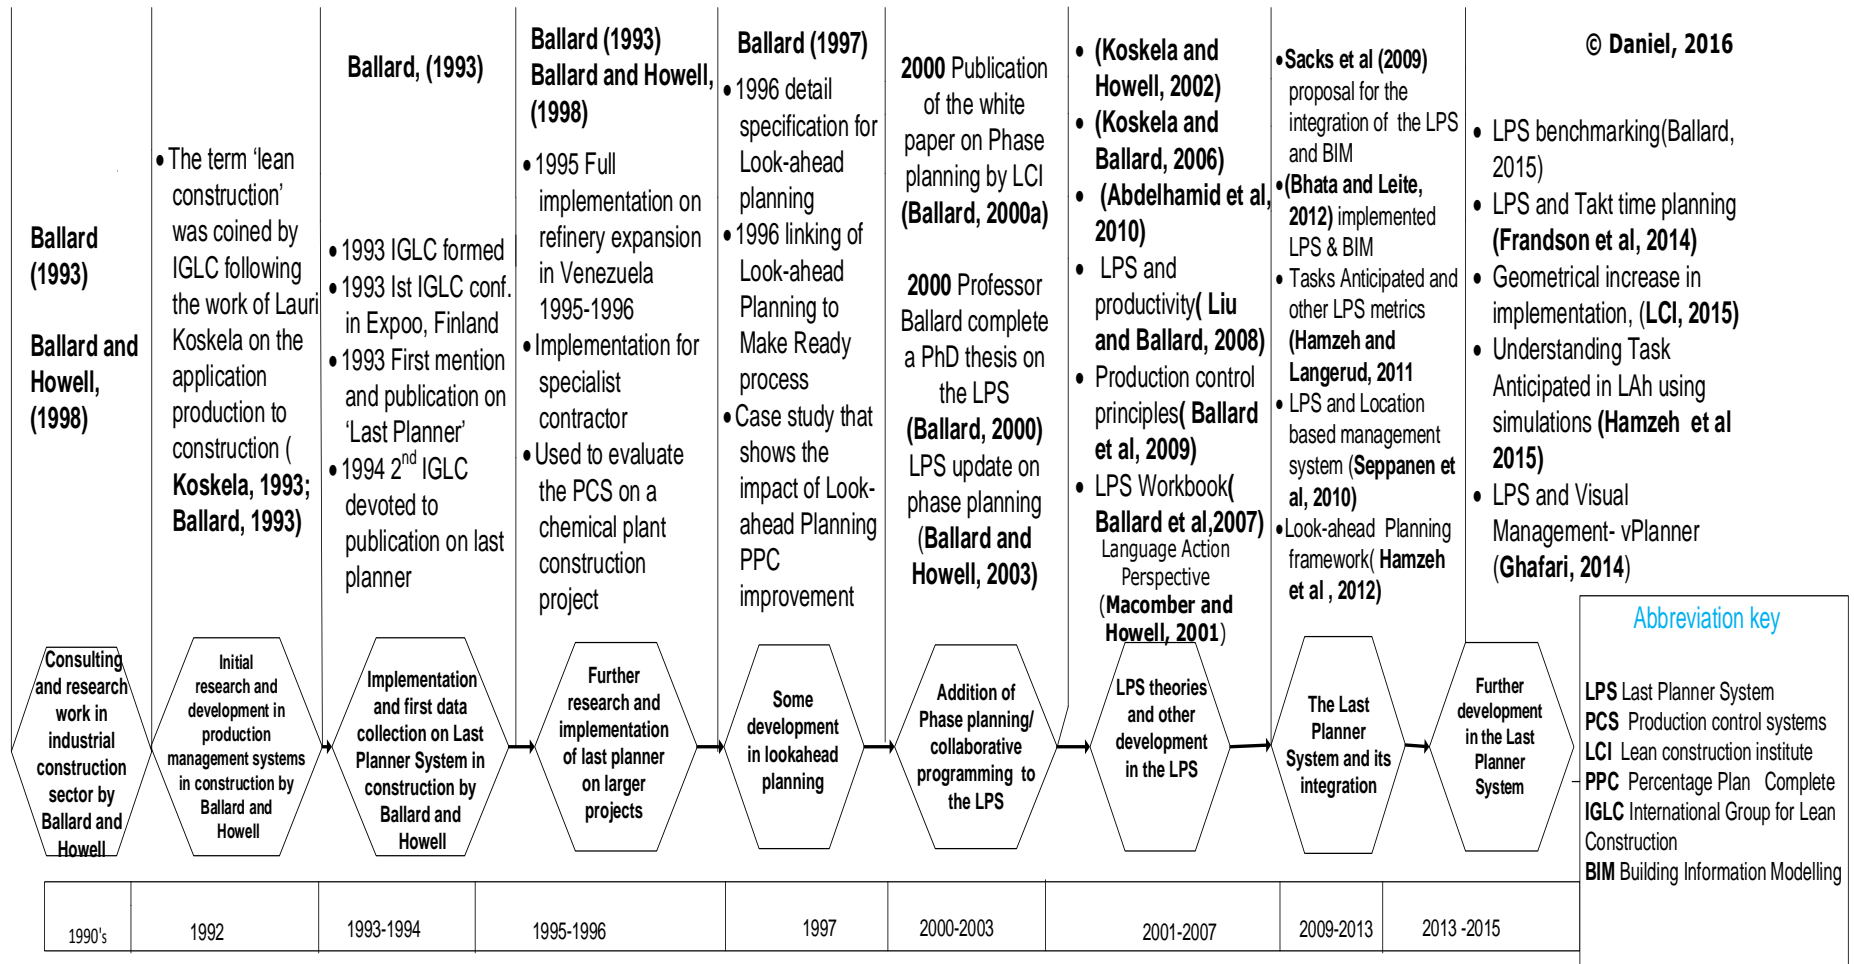 Ballard
(1993)
Ballard and
Howell,
(1998)
• The term ‘lean
construction’
was coined by
IGLC following
the work of Lauri
Koskela on the
application
production to
construction (
Koskela, 1993;
Ballard, 1993)
Ballard, (1993)
• 1993 IGLC formed
• 1993 Ist IGLC conf.
in Expoo, Finland
• 1993 First mention
and publication on
‘Last Planner’
• 1994 2nd IGLC
devoted to
publication on last
planner
Ballard (1993)
Ballard and Howell,
(1998)
• 1995 Full
implementation on
refinery expansion
in Venezuela
1995-1996
• Implementation for
specialist
contractor
• Used to evaluate
the PCS on a
chemical plant
construction
project
Ballard (1997)
• 1996 detail
specification for
Look-ahead
planning
• 1996 linking of
Look-ahead
Planning to
Make Ready
process
• Case study that
shows the
impact of Look-
ahead Planning
PPC
improvement
2000 Publication
of the white
paper on Phase
planning by LCI
(Ballard, 2000a)
2000 Professor
Ballard complete
a PhD thesis on
the LPS
(Ballard, 2000)
LPS update on
phase planning
(Ballard and
Howell, 2003)
• (Koskela and
Howell, 2002)
• (Koskela and
Ballard, 2006)
• (Abdelhamid et al,
2010)
• LPS and
productivity( Liu
and Ballard, 2008)
• Production control
principles( Ballard
et al, 2009)
• LPS Workbook(
Ballard et al,2007)
Language Action
Perspective
(Macomber and
Howell, 2001)
• Sacks et al (2009)
proposal for the
integration of the LPS
and BIM
• (Bhata and Leite,
2012) implemented
LPS & BIM
• Tasks Anticipated and
other LPS metrics
(Hamzeh and
Langerud, 2011
• LPS and Location
based management
system (Seppanen et
al, 2010)
• Look-ahead Planning
framework( Hamzeh
et al , 2012)
© Daniel, 2016
• LPS benchmarking(Ballard,
2015)
• LPS and Takt time planning
(Frandson et al, 2014)
• Geometrical increase in
implementation, (LCI, 2015)
• Understanding Task
Anticipated in LAh using
simulations (Hamzeh et al
2015)
• LPS and Visual
Management- vPlanner
(Ghafari, 2014)
Consulting
and research
work in
industrial
construction
sector by
Ballard and
Howell
Initial
research and
development in
production
management systems
in construction by
Ballard and
Howell
Implementation
and first data
collection on Last
Planner System in
construction by
Ballard and
Howell
Further
research and
implementation
of last planner
on larger
projects
Some
development
in lookahead
planning
Addition of
Phase planning/
collaborative
programming to
the LPS
LPS theories
and other
development
in the LPS
The Last
Planner
System and its
integration
Further
development
in the Last
Planner
System
Abbreviation key
LPS Last Planner System
PCS Production control systems
LCI Lean construction institute
PPC Percentage Plan Complete
IGLC International Group for Lean
Construction
BIM Building Information Modelling
1990's
1992
1993-1994
1995-1996
1997
2000-2003
2001-2007
2009-2013
2013 -2015